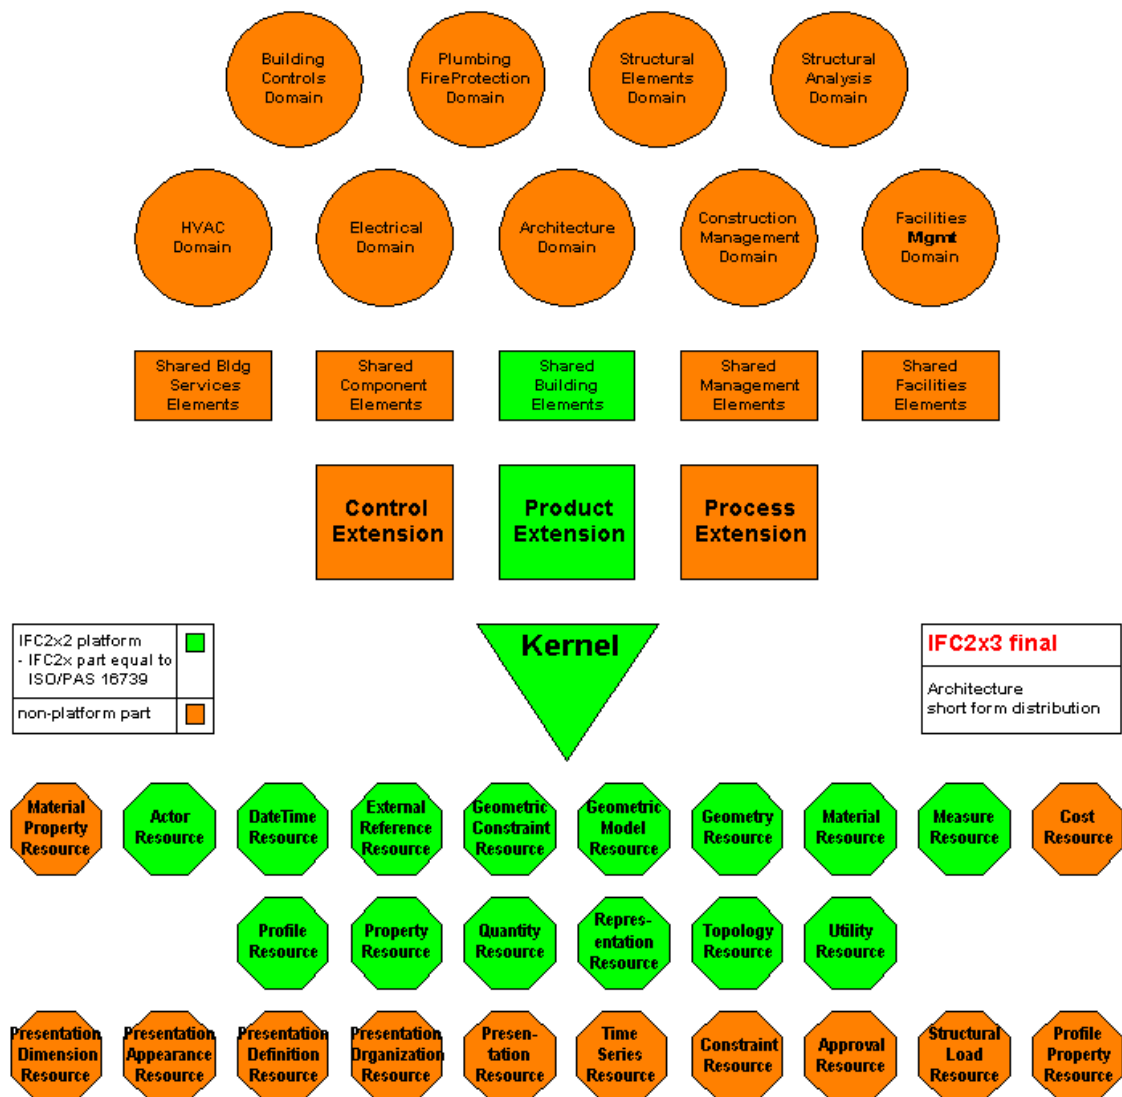 Building
Controls
Domain
Plumbing
FireProtection
Domain
Structural
Elements
Domain
Structural
Analysis
Domain
HVAC
Domain
Electrical
Domain
Architecture
Domain
Construction
Management
Domain
Facilities
Mgmt
Domain
Shared Bldg
Services
Elements
Shared
Component
Elements
Shared
Building
Elements
Shared
Management
Elements
Shared
Facilities
Elements
Control
Extension
Product
Extension
Process
Extension
IFC2x2 platform
- IFC2x part equal to
ISO/PAS 16739
non-platform part
Kernel
IFC2x3 final
Architecture
short form distribution
Material
Property
Resource
Actor
Resource
DateTime
Resource
External
Reference
Resource
Geometric
Constraint
Resource
Geometric
Model
Resource
Geometry
Resource
Material
Resource
Measure
Resource
Cost
Resource
Profile
Resource
Property
Resource
Quantity
Resource
Repres-
entation
Resource
Topology
Resource
Utility
Resource
Presentation
Dimension
Resource
Presentation
Appearance
Resource
Presentation
Definition
Resource
Presentation
Organization
Resource
Presen-
tation
Resource
Time
Series
Resource
Constraint
Resource
Approval
Resource
Structural
Load
Resource
Profile
Property
Resource